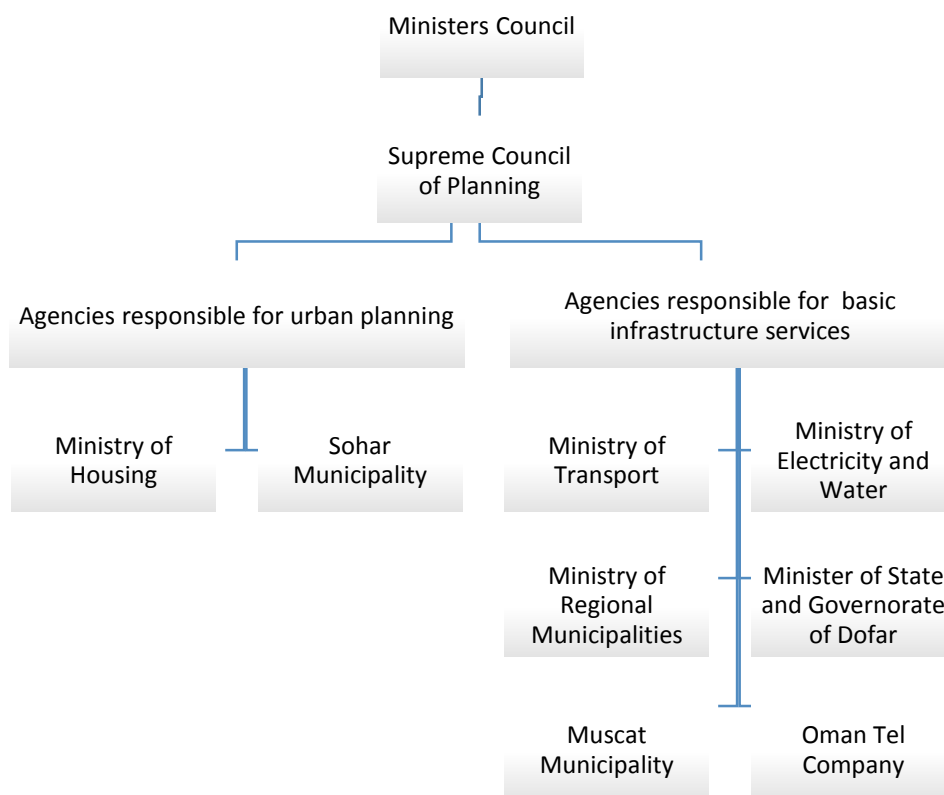 Ministers Council
Supreme Council
of Planning
Agencies responsible for urban planning
Agencies responsible for basic
infrastructure services
Ministry of
Housing
Sohar
Municipality
Ministry of
Transport
Ministry of
Electricity and
Water
Ministry of
Regional
Municipalities
Minister of State
and Governorate
of Dofar
Muscat
Municipality
Oman Tel
Company